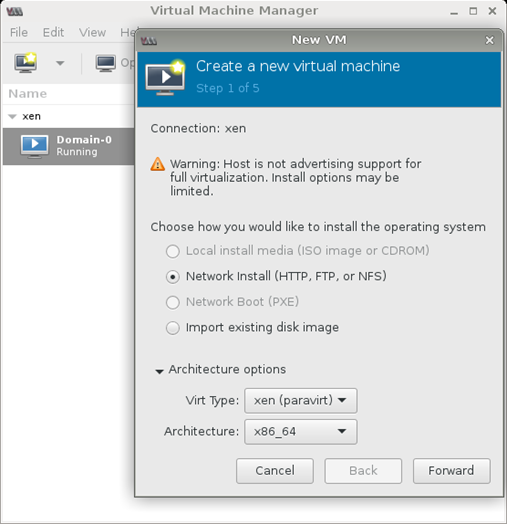 Virtual Machine Manager
File Edit View
New VM
Create a new virtual machine
Step 1 of 5
Name
xen
Domain-0
Running
Connection: xen
Warning: Host is not advertising support for
full virtualization. Install options may be
limited.
Choose how you would like to install the operating system
Local install media (ISO image or CDROM)
Network Install (HTTP, FTP, or NFS)
Network Boot (PXE)
Import existing disk image
Architecture options
Virt Type: xen (paravirt)
Architecture: x86_64
Cancel Back Forward